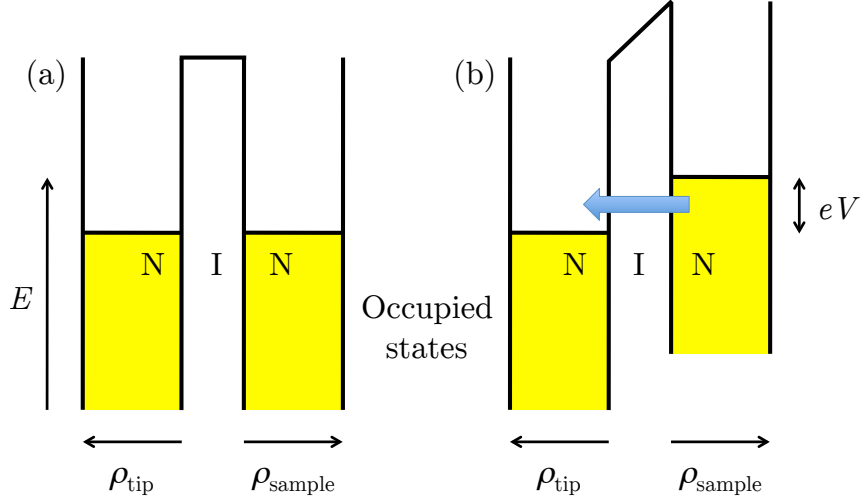 (a)
(b)
eV
N I N
N I N
E
Occupied
states
ρtip
ρsample
ρtip
ρsample